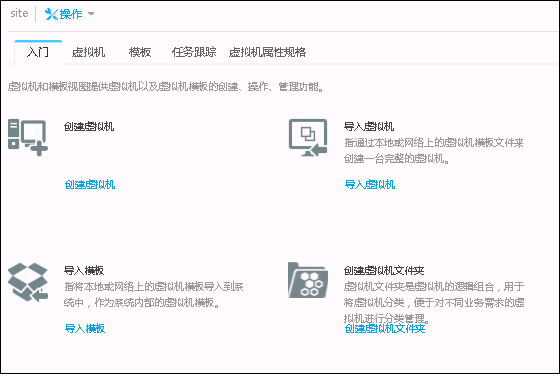 site 操作
入门 虚拟机 模板 任务跟踪 虚拟机属性规格
虚拟机和模板视图提供虚拟机以及虚拟机模板的创建、操作、管理功能。
创建虚拟机
创建虚拟机
导入虚拟机
指通过本地或网络上的虚拟机模板文件来
创建一台完整的虚拟机。
导入虚拟机
导入模板
指将本地或网络上的虚拟机模板导入到系
统中，作为系统内部的虚拟机模板。
导入模板
创建虚拟机文件夹
虚拟机文件夹是虚拟机的逻辑组合，用于
将虚拟机分类，便于对不同业务需求的虚
拟机进行分类管理。
创建虚拟机文件夹